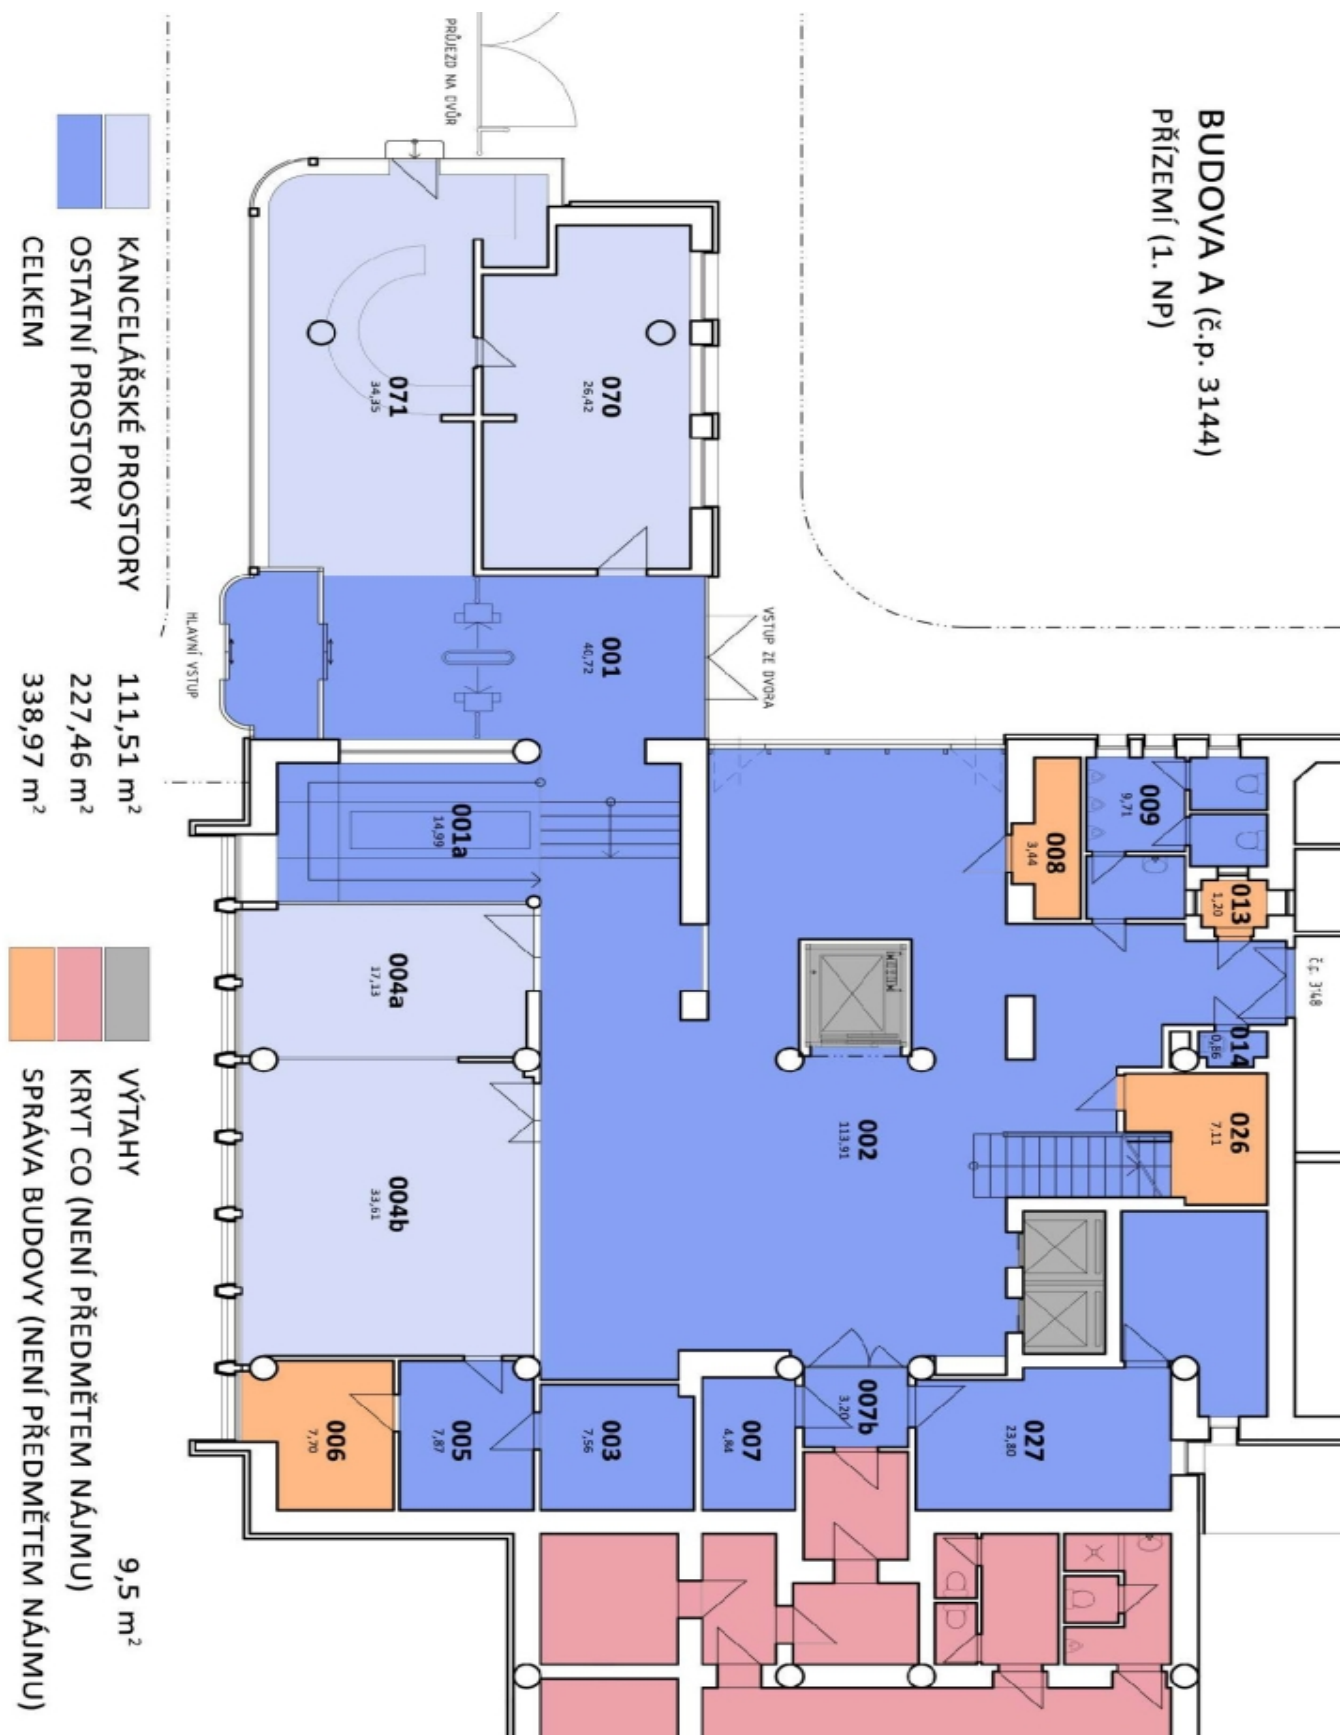 BUDOVA A (č.p. 3144)
PŘÍZEMÍ (1. NP)
PRŮJEZD NA DVŮR
VSTUP ZE DVORA
HLAVNÍ VSTUP
č.p. 3148
070
26,42
071
34,35
001
40,72
001a
14,99
009
9,71
008
3,44
013
1,20
014
0,86
026
7,11
002
113,91
004a
17,13
004b
33,61
006
7,70
005
7,87
003
7,56
007
4,84
007b
3,20
027
23,80
KANCELÁŘSKÉ PROSTORY 111,51 m²
OSTATNÍ PROSTORY 227,46 m²
CELKEM 338,97 m²
VÝTAHY 9,5 m²
KRYT CO (NENÍ PŘEDMĚTEM NÁJMU)
SPRÁVA BUDOVY (NENÍ PŘEDMĚTEM NÁJMU)